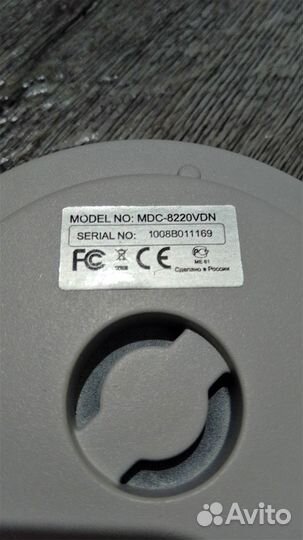 MODEL NO: MDC-8220VDN
SERIAL NO: 1008B011169
FC CE
ME 61
Сделано в России
Avito